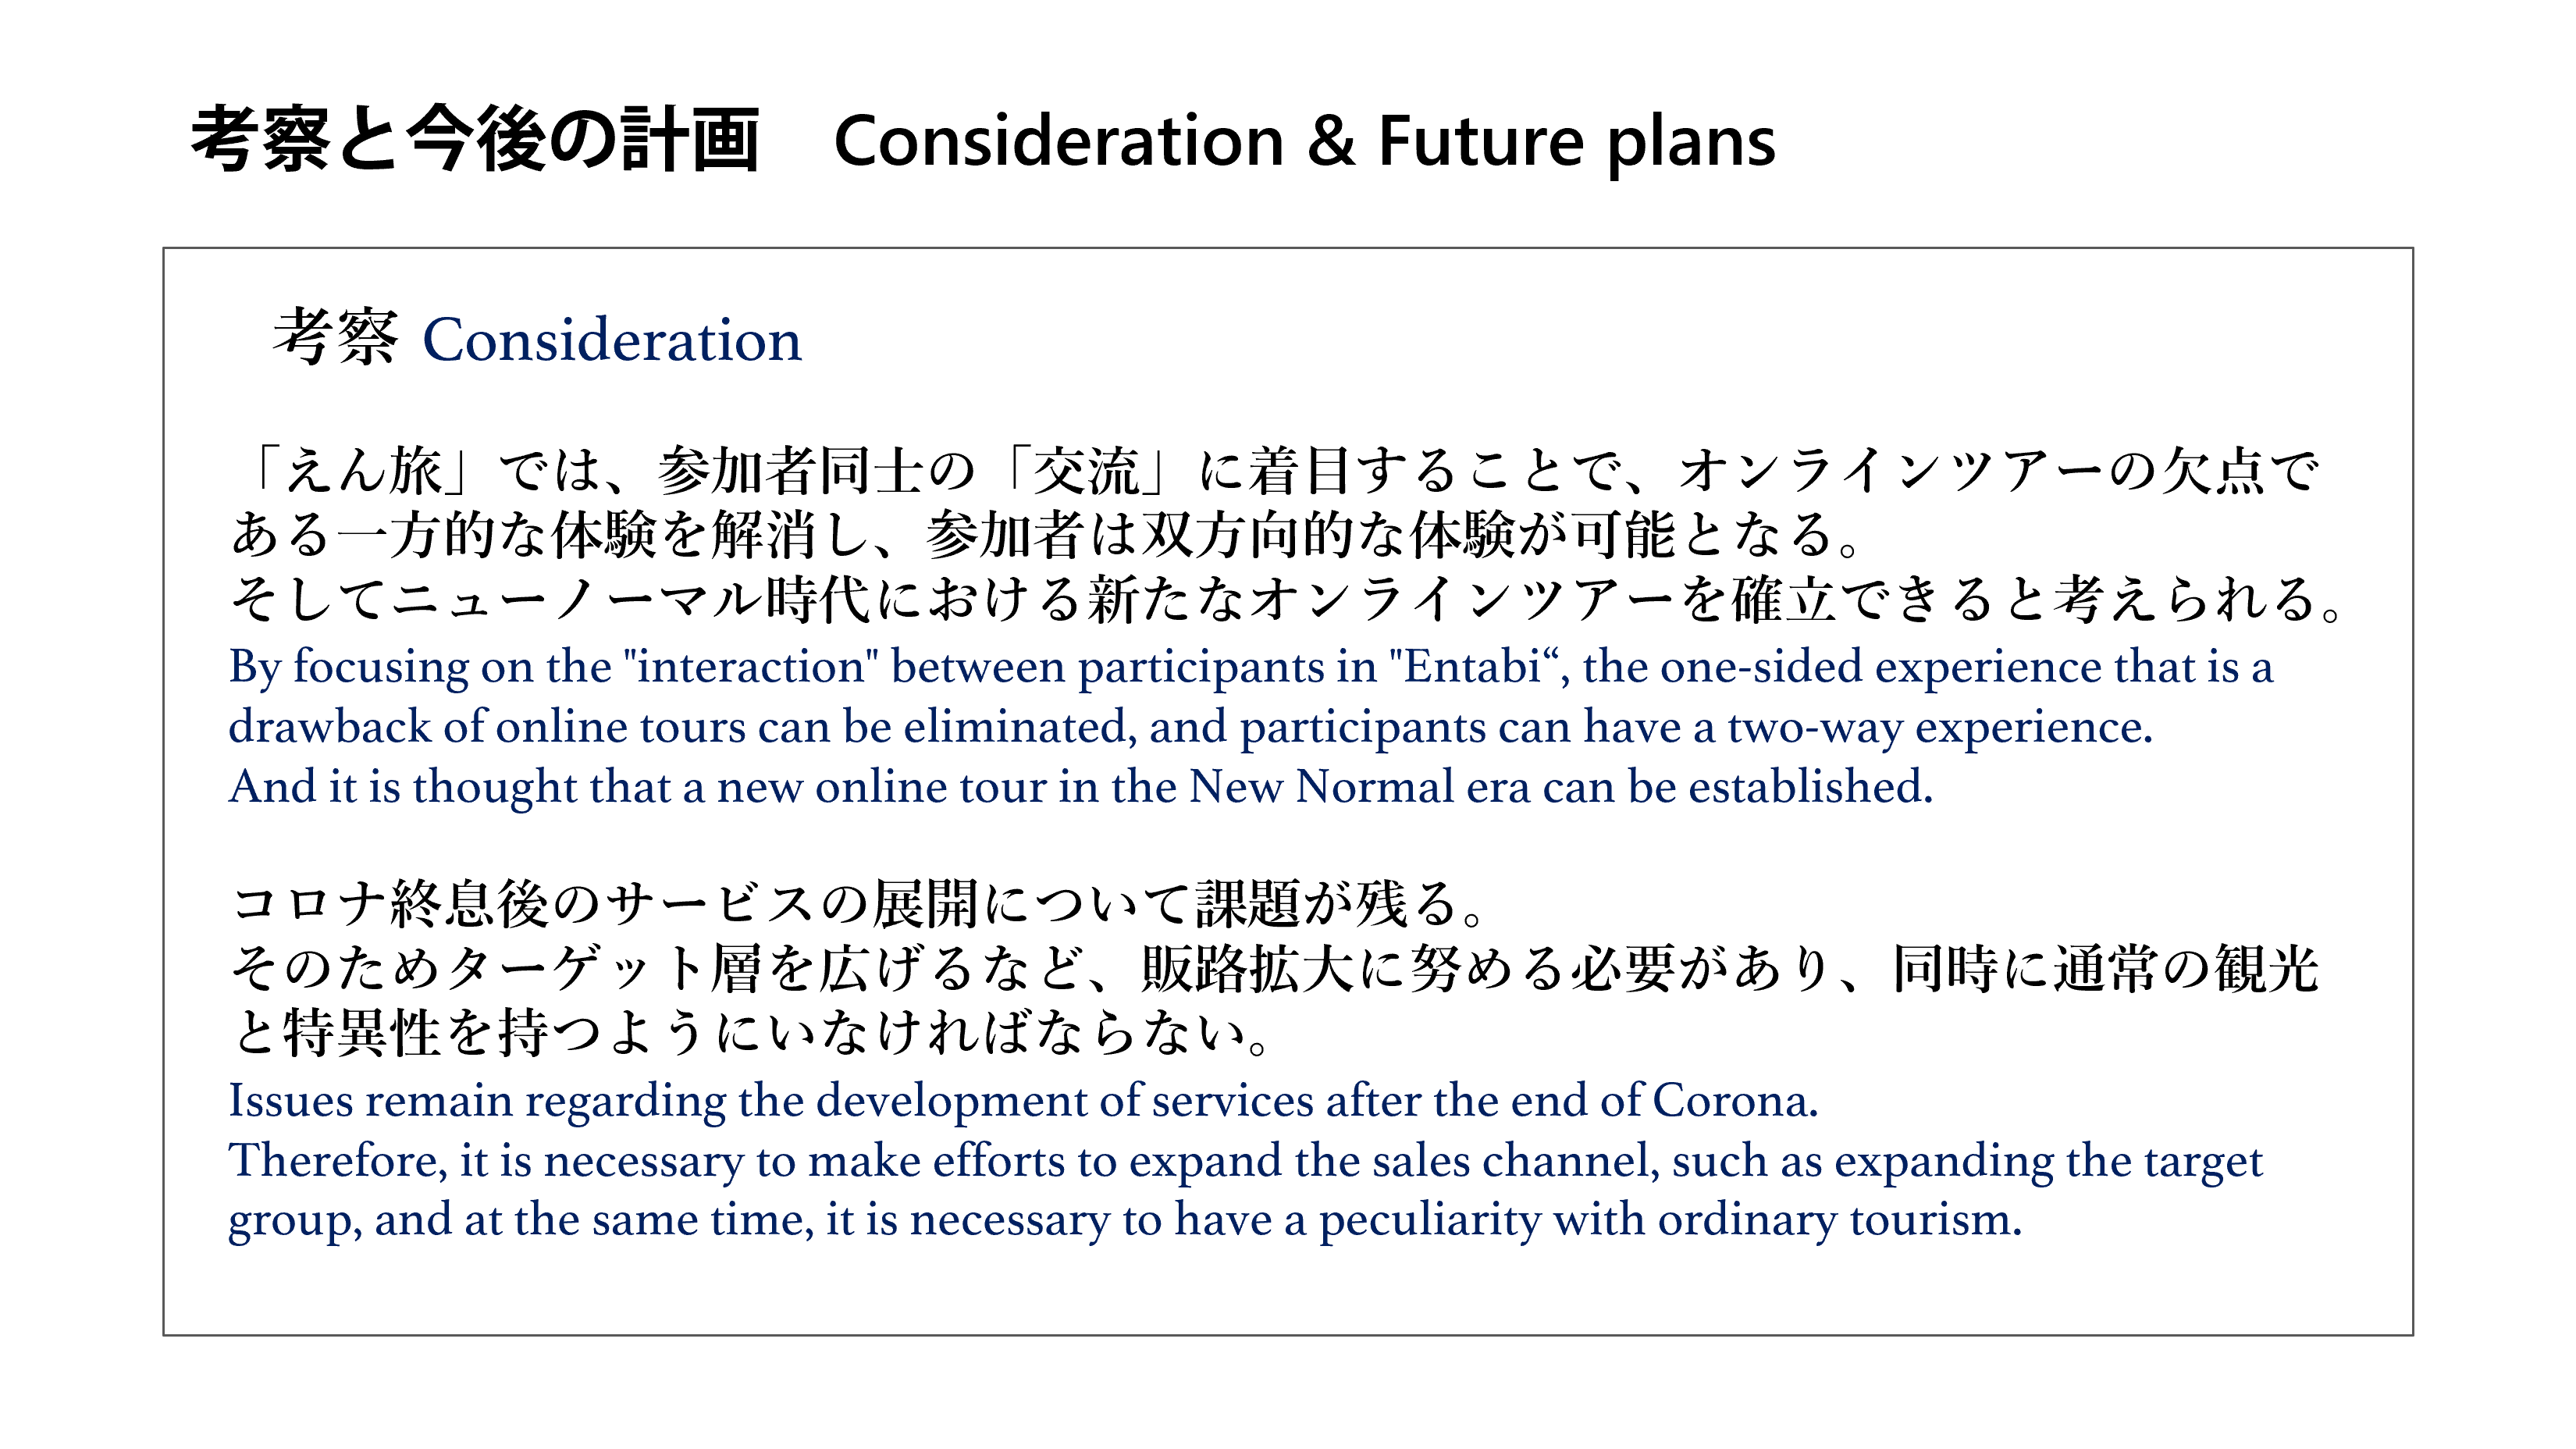 考察と今後の計画　Consideration & Future plans
考察 Consideration
「えん旅」では、参加者同士の「交流」に着目することで、オンラインツアーの欠点で
ある一方的な体験を解消し、参加者は双方向的な体験が可能となる。
そしてニューノーマル時代における新たなオンラインツアーを確立できると考えられる。
By focusing on the "interaction" between participants in "Entabi“, the one-sided experience that is a
drawback of online tours can be eliminated, and participants can have a two-way experience.
And it is thought that a new online tour in the New Normal era can be established.
コロナ終息後のサービスの展開について課題が残る。
そのためターゲット層を広げるなど、販路拡大に努める必要があり、同時に通常の観光
と特異性を持つようにいなければならない。
Issues remain regarding the development of services after the end of Corona.
Therefore, it is necessary to make efforts to expand the sales channel, such as expanding the target
group, and at the same time, it is necessary to have a peculiarity with ordinary tourism.